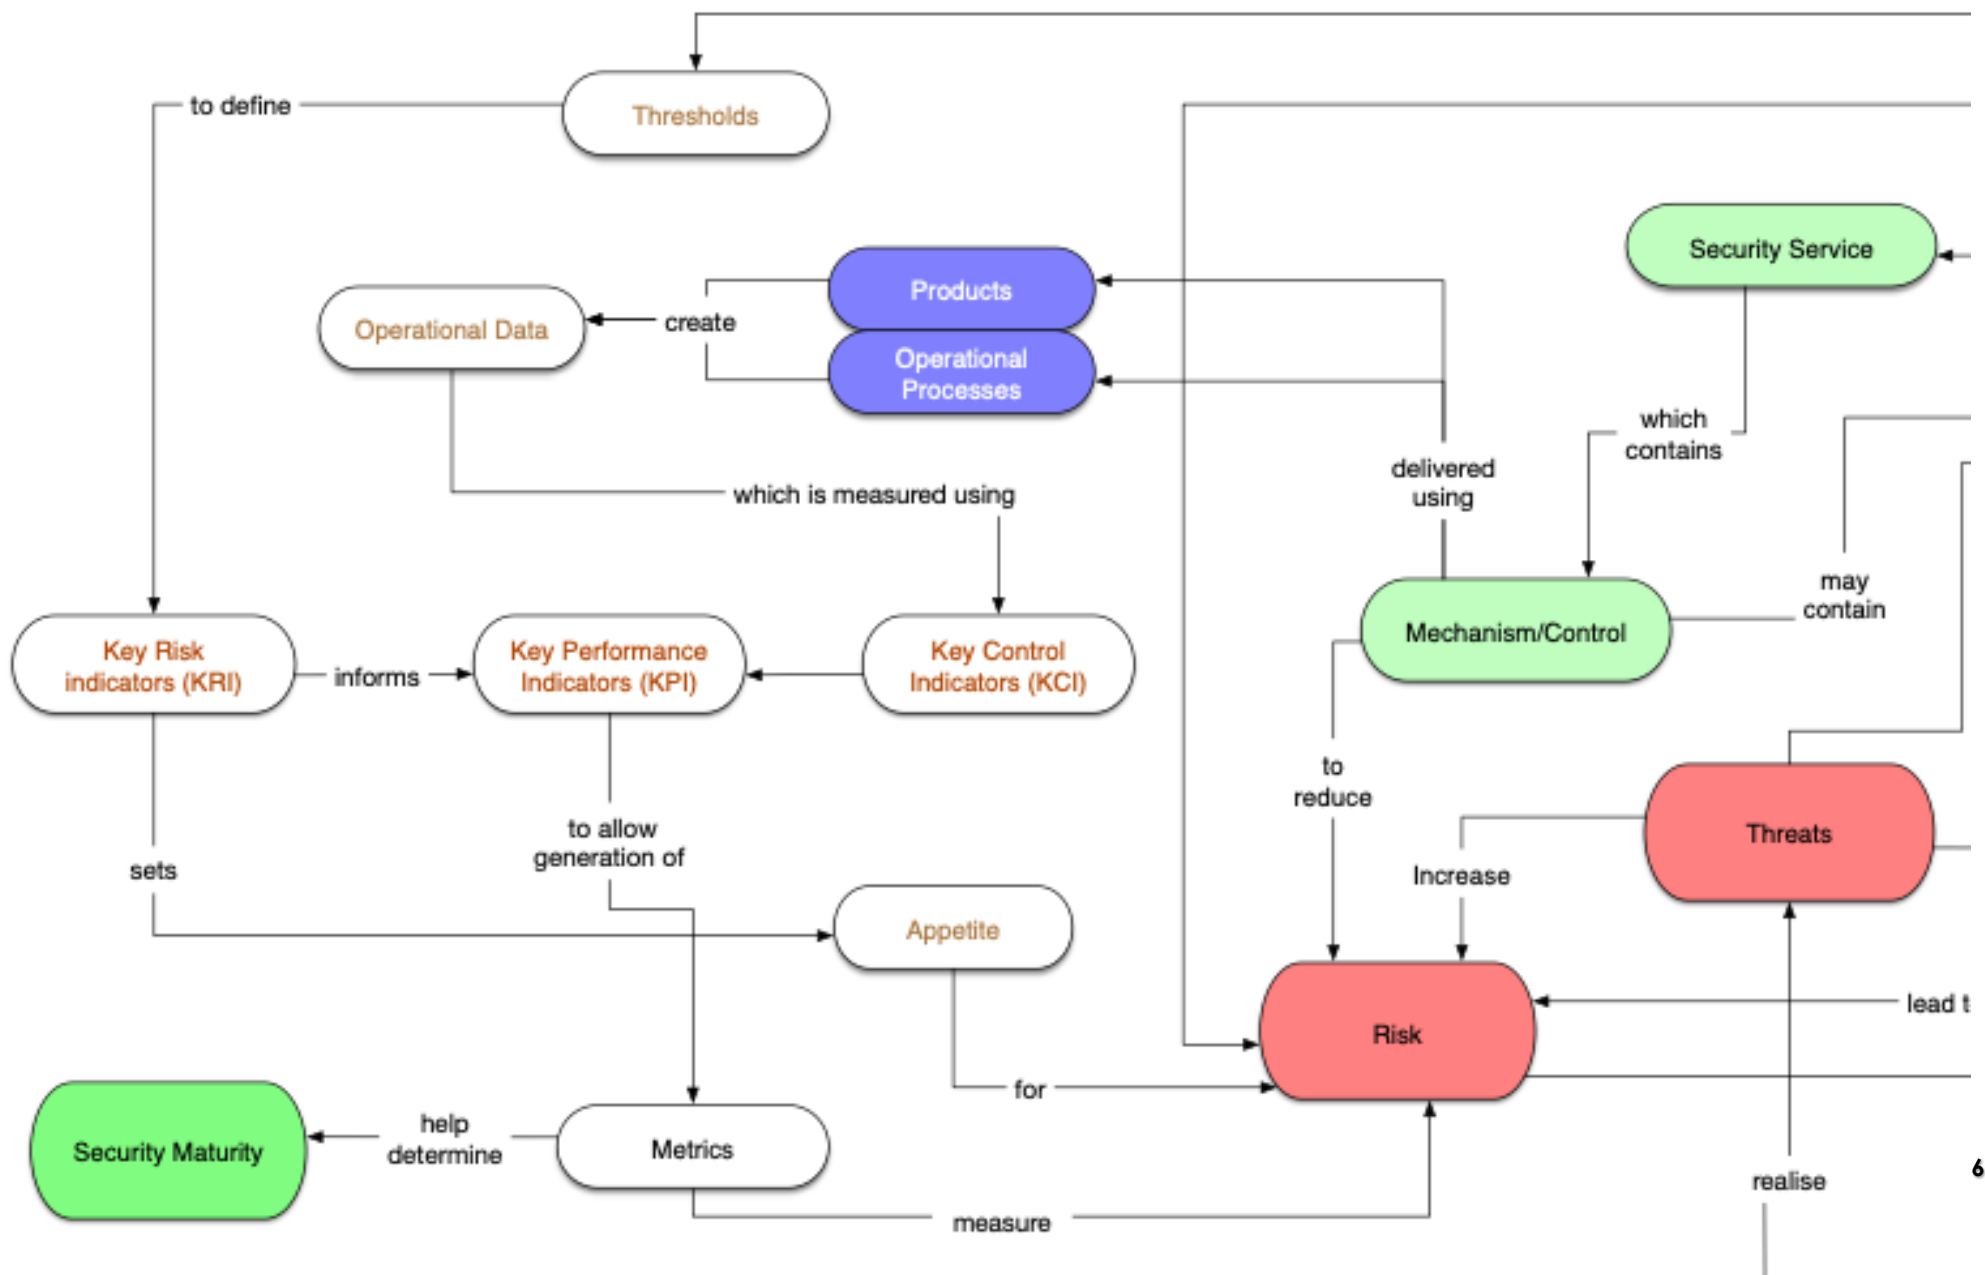 to define
Thresholds
Security Service
Products
create
Operational Data
Operational
Processes
which
contains
delivered
using
which is measured using
may
contain
Mechanism/Control
Key Risk
indicators (KRI)
informs
Key Performance
Indicators (KPI)
Key Control
Indicators (KCI)
to
reduce
Threats
to allow
generation of
sets
Increase
Appetite
lead t
Risk
for
help
determine
Security Maturity
Metrics
6
realise
measure